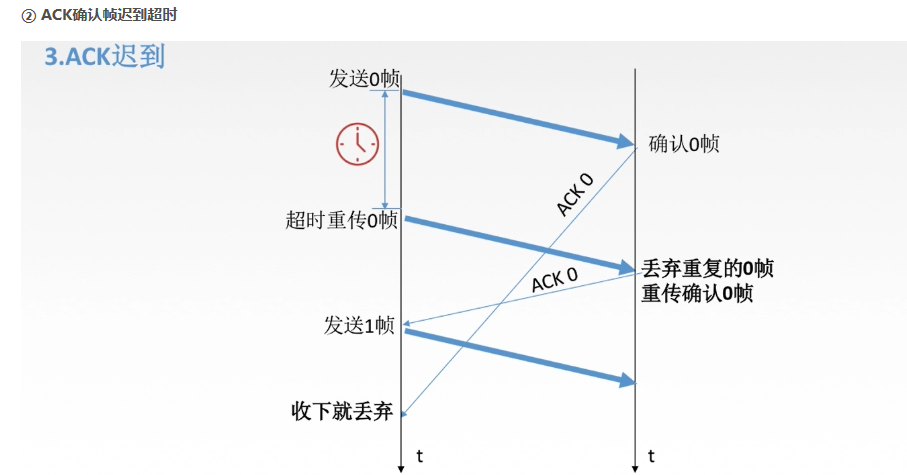 ② ACK确认帧迟到超时
3.ACK迟到
发送0帧
确认0帧
ACK 0
超时重传0帧
丢弃重复的0帧
重传确认0帧
ACK 0
发送1帧
收下就丢弃
t
t